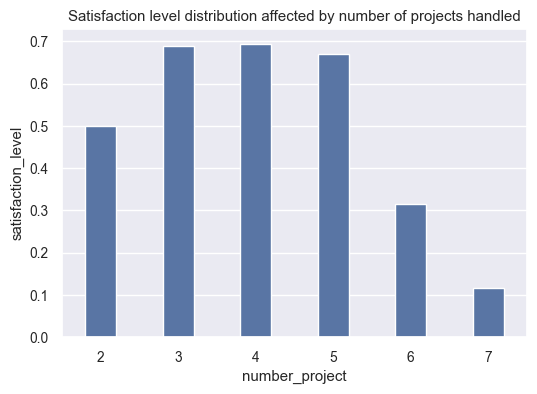 Satisfaction level distribution affected by number of projects handled
0.7
0.6
0.5
0.4
0.3
0.2
0.1
0.0
satisfaction_level
2 3 4 5 6 7
number_project